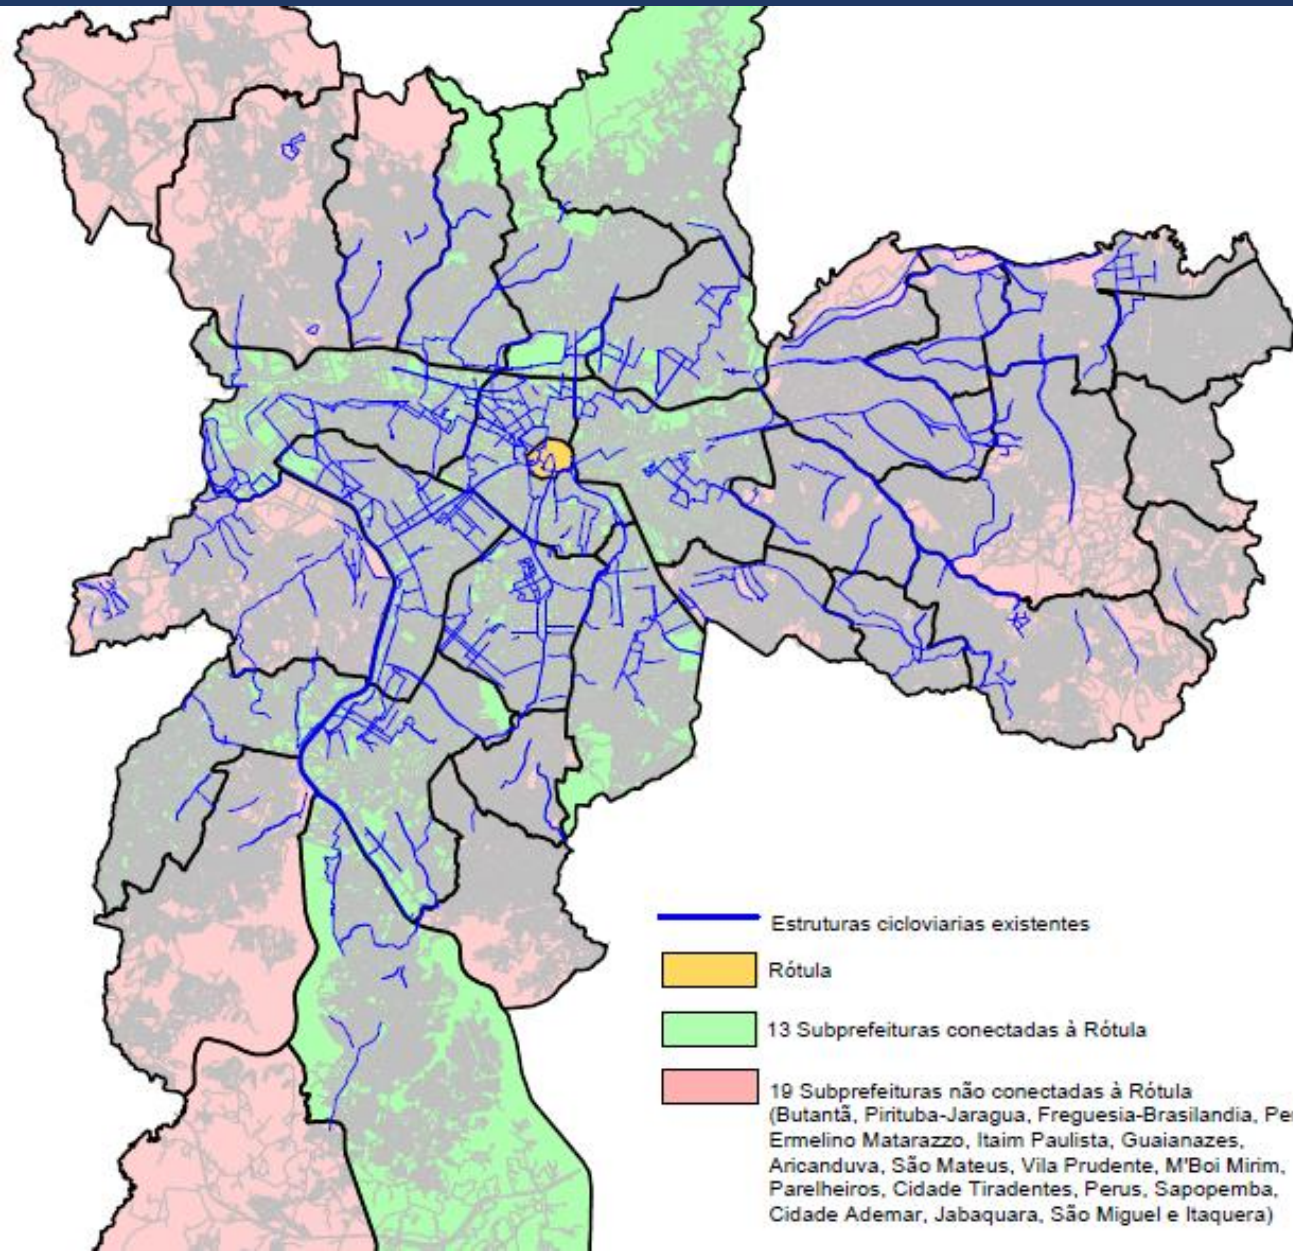 Estruturas cicloviarias existentes
Rótula
13 Subprefeituras conectadas à Rótula
19 Subprefeituras não conectadas à Rótula
(Butantã, Pirituba-Jaragua, Freguesia-Brasilandia,
Ermelino Matarazzo, Itaim Paulista, Guaianazes,
Aricanduva, São Mateus, Vila Prudente, M'Boi Mirim,
Parelheiros, Cidade Tiradentes, Perus, Sapopemba,
Cidade Ademar, Jabaquara, São Miguel e Itaquera)